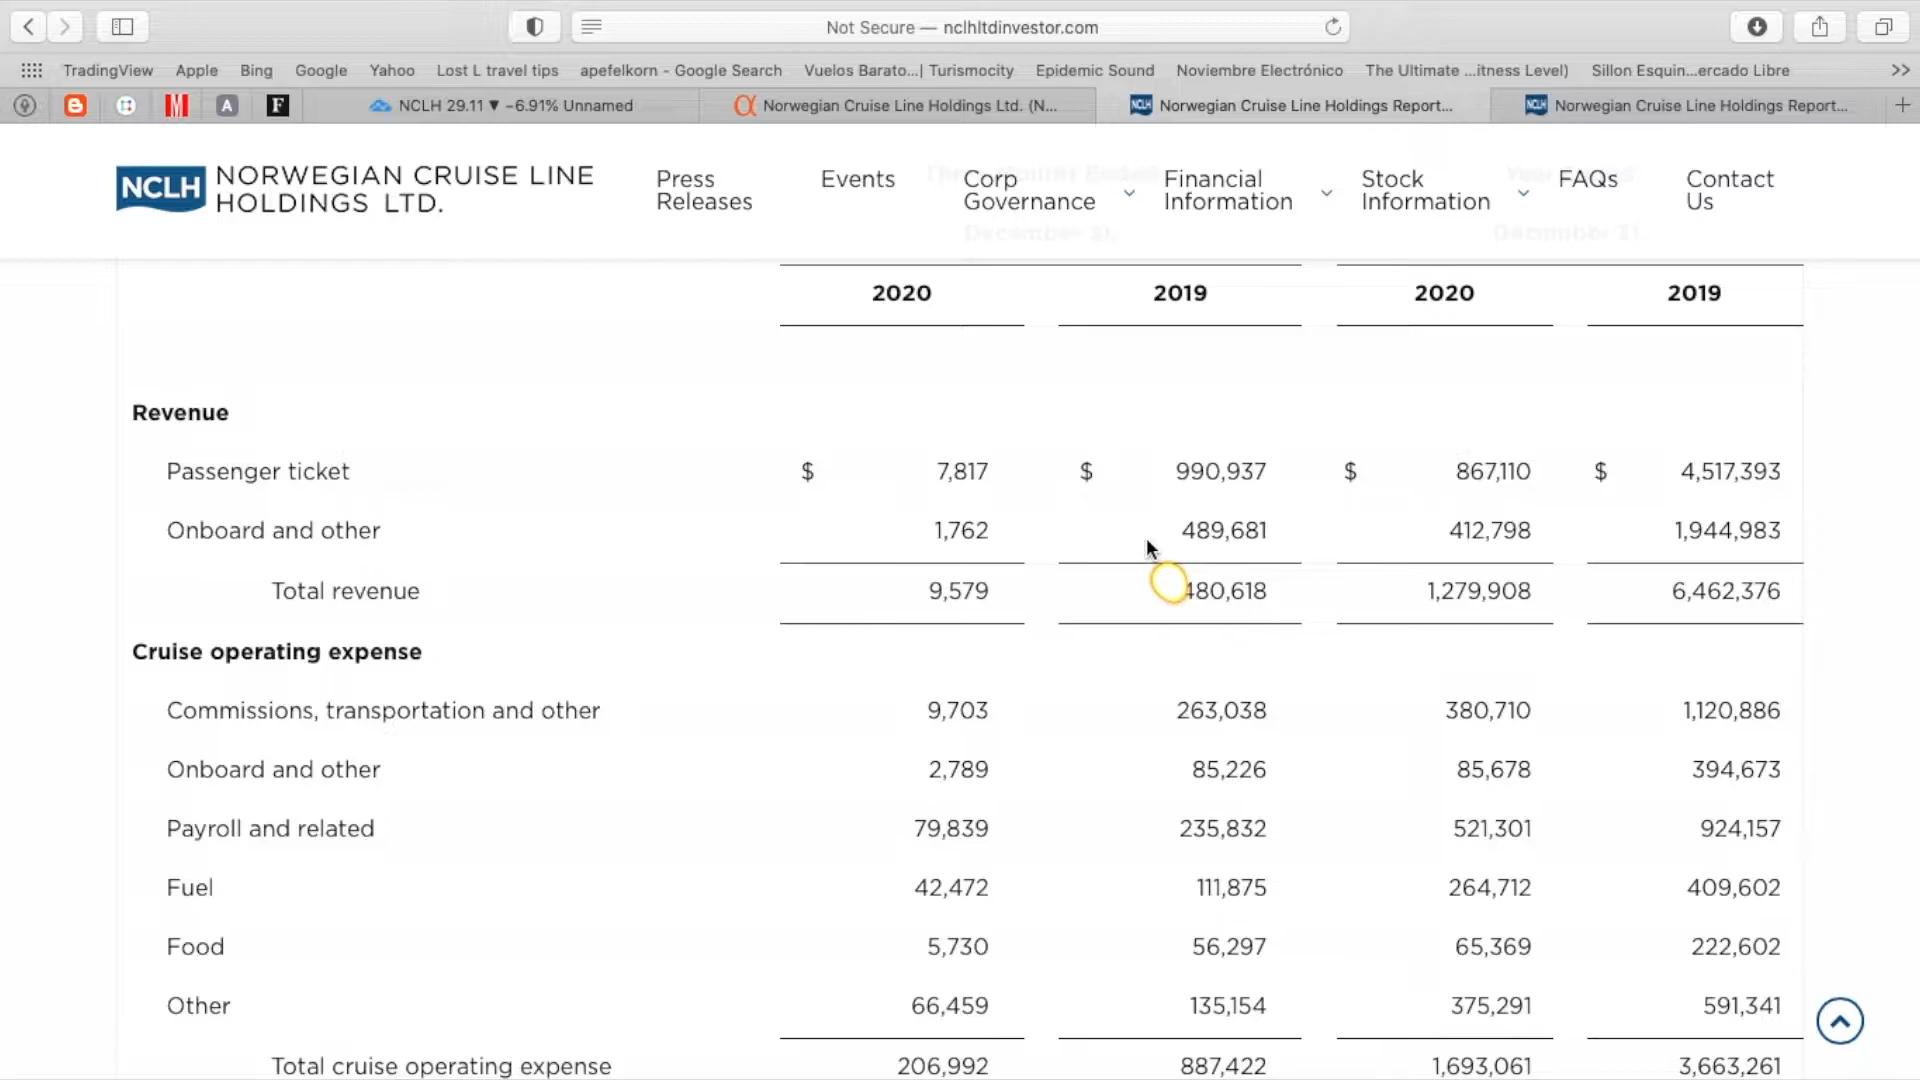 Not Secure — nclhltdinvestor.com
TradingView Apple Bing Google Yahoo Lost L travel tips apefelkorn - Google Search Vuelos Barato...| Turismocity Epidemic Sound Noviembre Electrónico The Ultimate ...itness Level) Sillon Esquin...ercado Libre >>
M A F NCLH 29.11 ▼ −6.91% Unnamed Norwegian Cruise Line Holdings Ltd. (N... NCLH Norwegian Cruise Line Holdings Report... NCLH Norwegian Cruise Line Holdings Report... +
NCLH NORWEGIAN CRUISE LINE HOLDINGS LTD. Press Releases Events Corp Governance Financial Information Stock Information FAQs Contact Us
December 31, December 31,
2020 2019 2020 2019
Revenue
Passenger ticket $ 7,817 $ 990,937 $ 867,110 $ 4,517,393
Onboard and other 1,762 489,681 412,798 1,944,983
Total revenue 9,579 480,618 1,279,908 6,462,376
Cruise operating expense
Commissions, transportation and other 9,703 263,038 380,710 1,120,886
Onboard and other 2,789 85,226 85,678 394,673
Payroll and related 79,839 235,832 521,301 924,157
Fuel 42,472 111,875 264,712 409,602
Food 5,730 56,297 65,369 222,602
Other 66,459 135,154 375,291 591,341
Total cruise operating expense 206,992 887,422 1,693,061 3,663,261